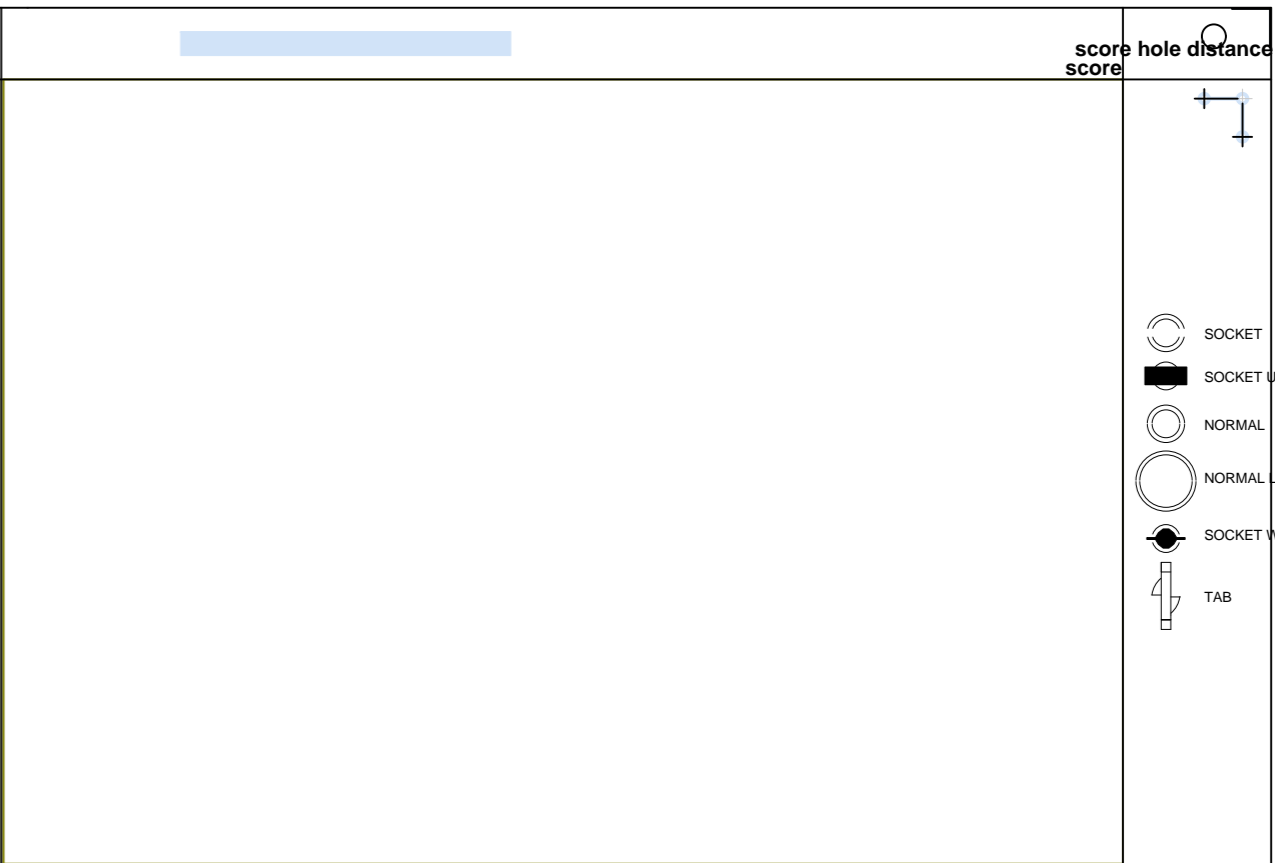 score hole distance
score
SOCKET
SOCKET
NORMAL
NORMAL
SOCKET
TAB